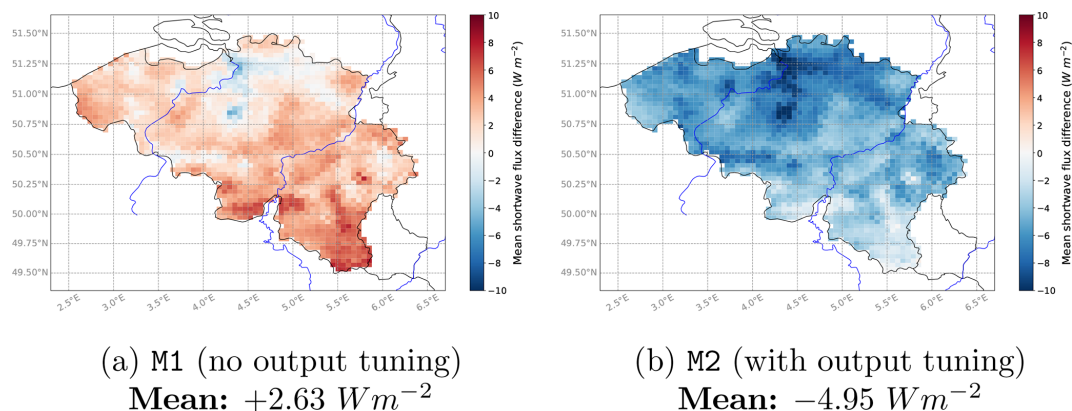 51.50°N
51.25°N
51.00°N
50.75°N
50.50°N
50.25°N
50.00°N
49.75°N
49.50°N
2.5°E
3.0°E
3.5°E
4.0°E
4.5°E
5.0°E
5.5°E
6.0°E
6.5°E
10
8
6
4
2
0
−2
−4
−6
−8
−10
Mean shortwave flux difference (W m⁻²)
51.50°N
51.25°N
51.00°N
50.75°N
50.50°N
50.25°N
50.00°N
49.75°N
49.50°N
2.5°E
3.0°E
3.5°E
4.0°E
4.5°E
5.0°E
5.5°E
6.0°E
6.5°E
10
8
6
4
2
0
−2
−4
−6
−8
−10
Mean shortwave flux difference (W m⁻²)
(a) M1 (no output tuning)
Mean: +2.63 Wm⁻²
(b) M2 (with output tuning)
Mean: −4.95 Wm⁻²